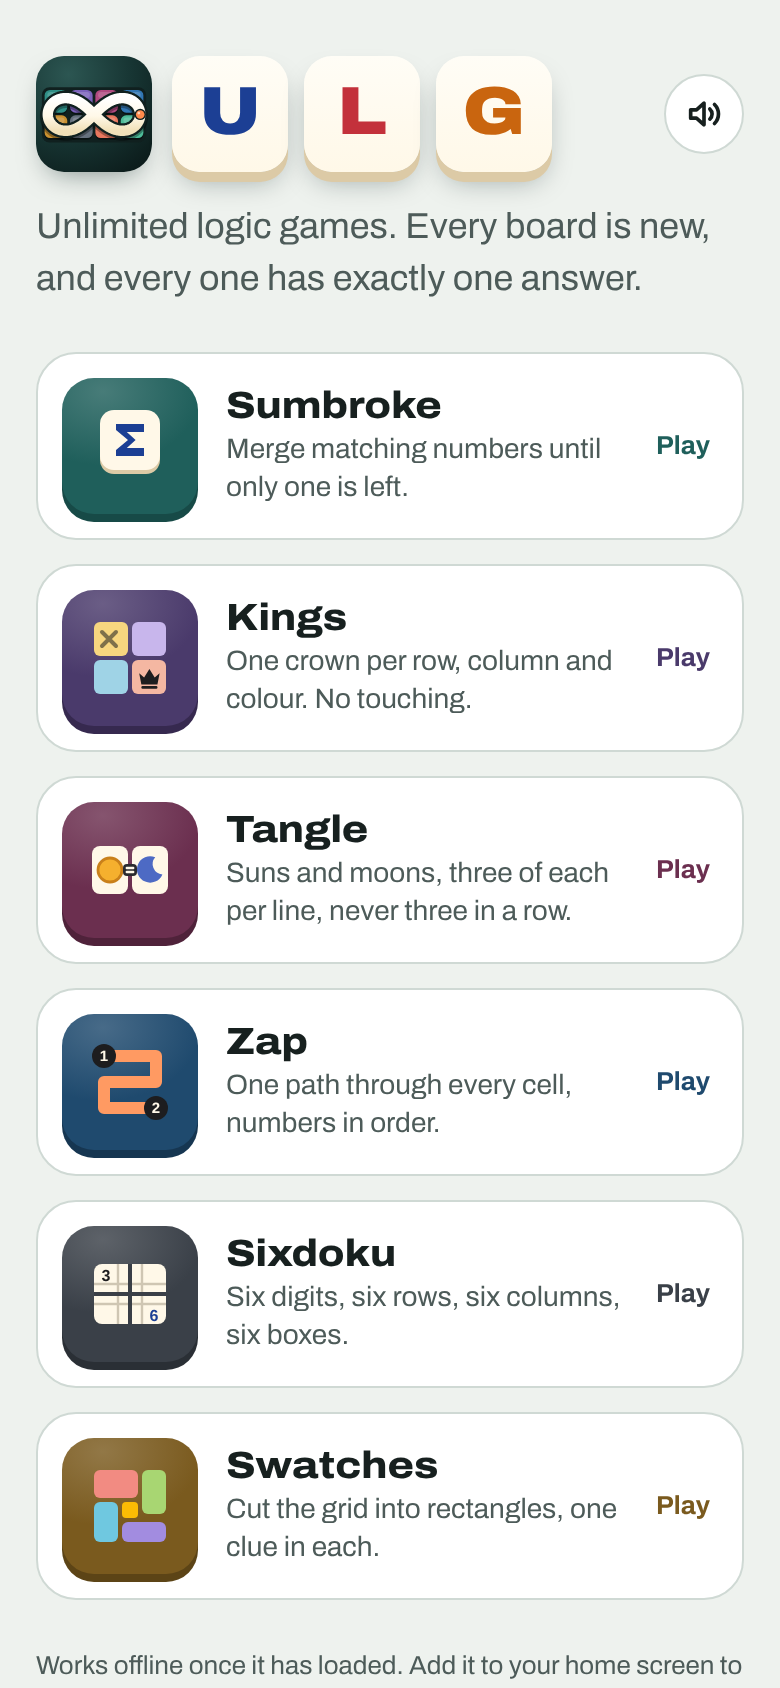 U L G
Unlimited logic games. Every board is new,
and every one has exactly one answer.
Σ
Sumbroke
Merge matching numbers until
only one is left.
Play
Kings
One crown per row, column and
colour. No touching.
Play
Tangle
Suns and moons, three of each
per line, never three in a row.
Play
1
2
Zap
One path through every cell,
numbers in order.
Play
3
6
Sixdoku
Six digits, six rows, six columns,
six boxes.
Play
Swatches
Cut the grid into rectangles, one
clue in each.
Play
Works offline once it has loaded. Add it to your home screen to